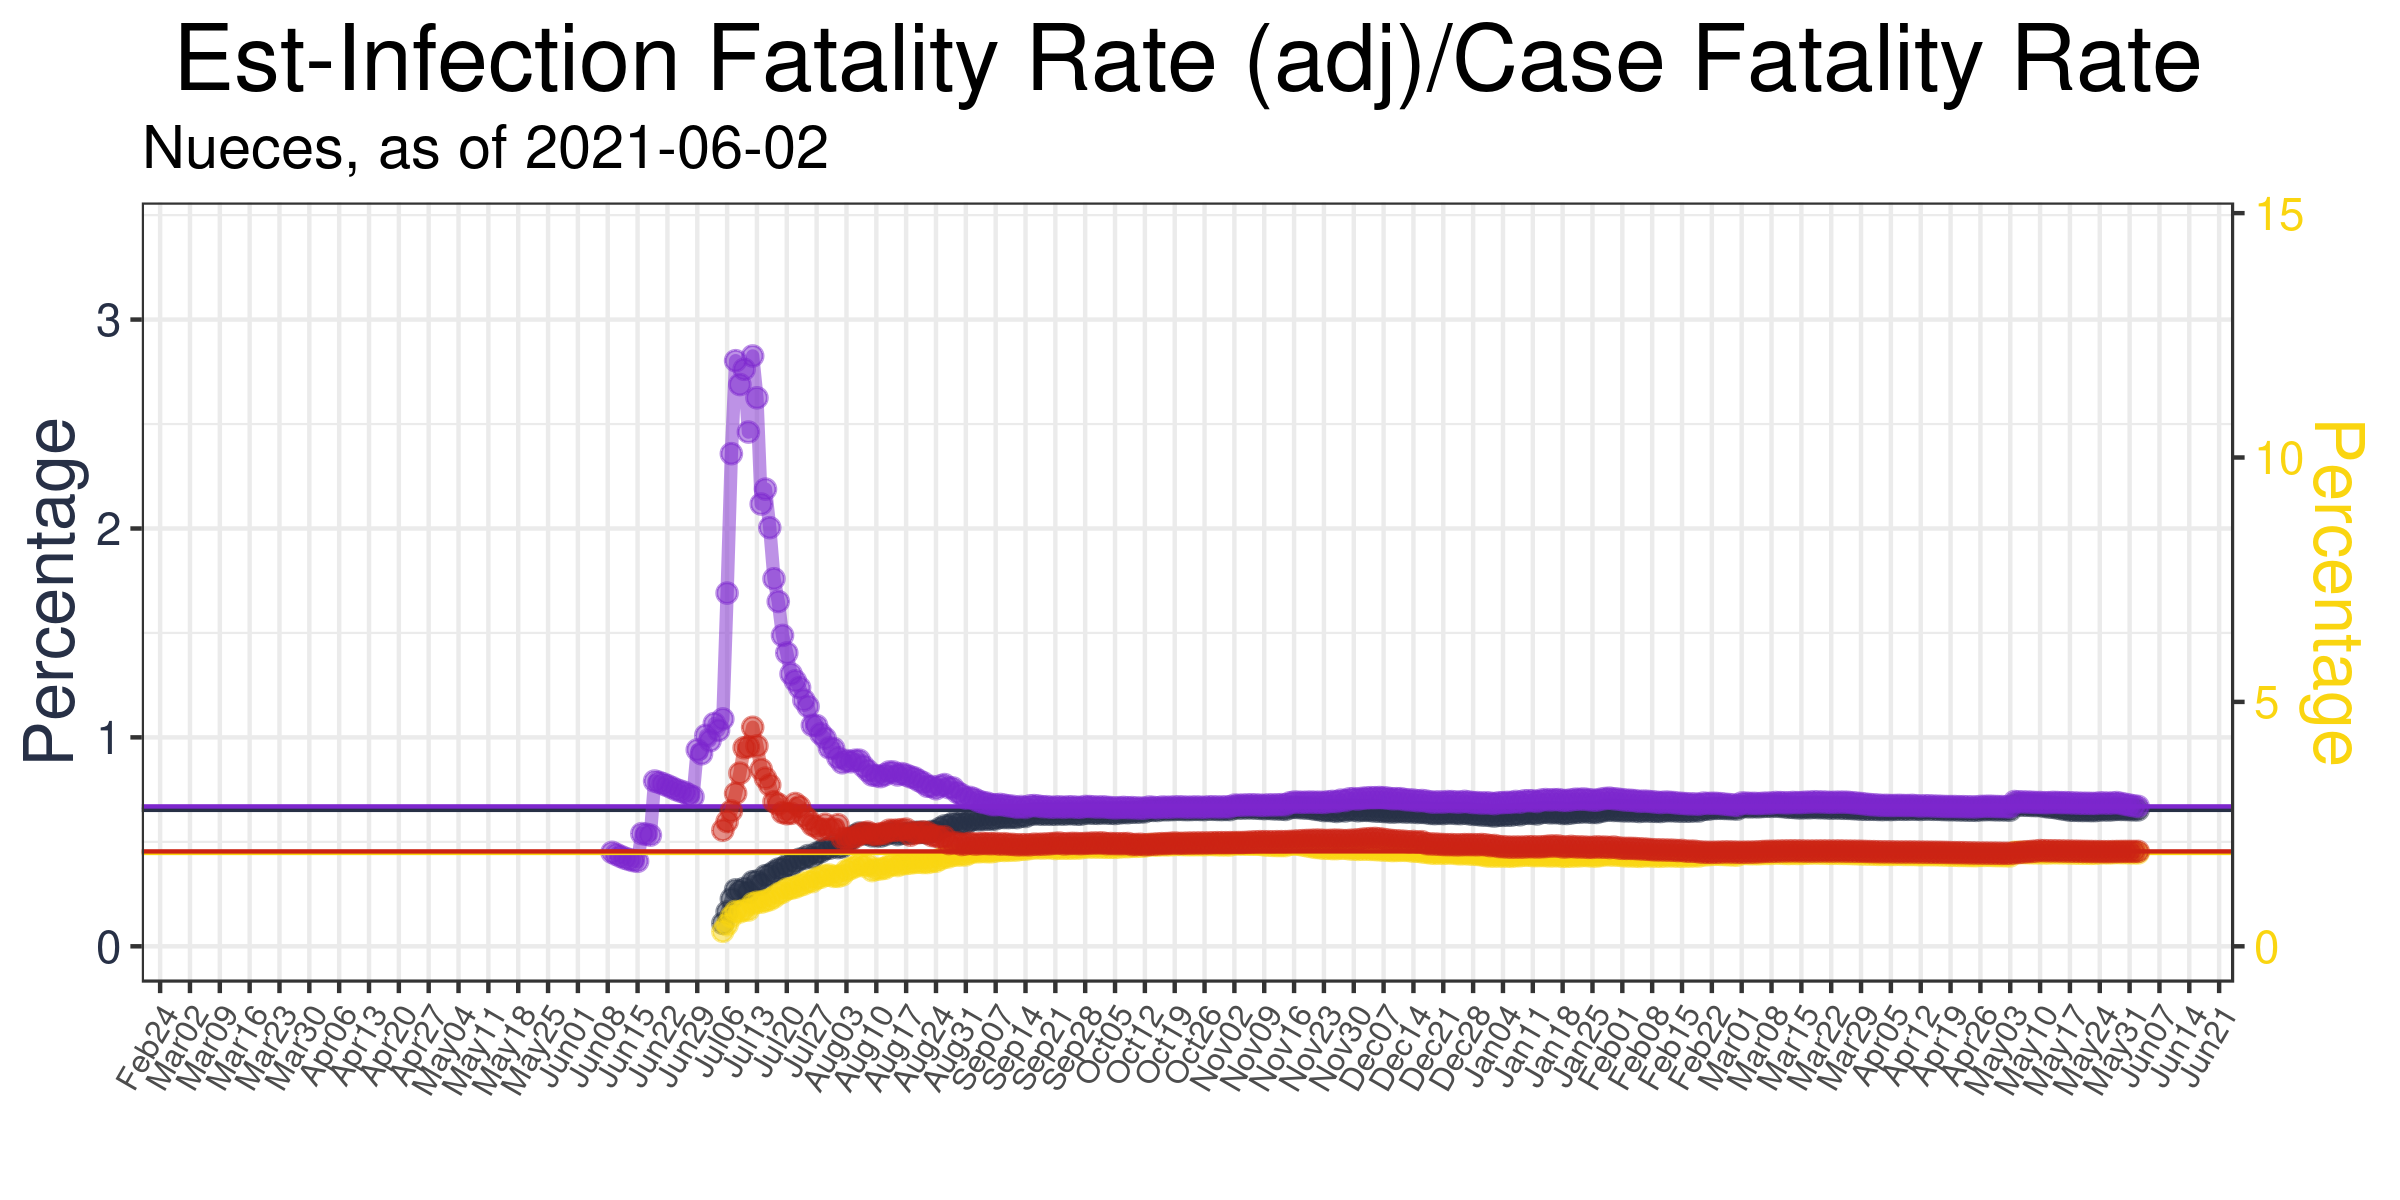 Est-Infection Fatality Rate (adj)/Case Fatality Rate
Nueces, as of 2021-06-02
Percentage
3
2
1
0
15
10
5
0
Percentage
Feb24
Mar02
Mar09
Mar16
Mar23
Mar30
Apr06
Apr13
Apr20
Apr27
May04
May11
May18
May25
Jun01
Jun08
Jun15
Jun22
Jun29
Jul06
Jul13
Jul20
Jul27
Aug03
Aug10
Aug17
Aug24
Aug31
Sep07
Sep14
Sep21
Sep28
Oct05
Oct12
Oct19
Oct26
Nov02
Nov09
Nov16
Nov23
Nov30
Dec07
Dec14
Dec21
Dec28
Jan04
Jan11
Jan18
Jan25
Feb01
Feb08
Feb15
Feb22
Mar01
Mar08
Mar15
Mar22
Mar29
Apr05
Apr12
Apr19
Apr26
May03
May10
May17
May24
May31
Jun07
Jun14
Jun21